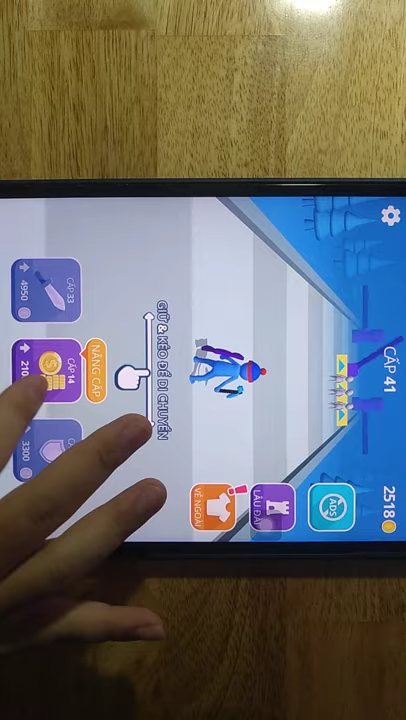 CẤP 41
2518
ADS
LÂU ĐÀI
VẺ NGOÀI
GIỮ & KÉO ĐỂ DI CHUYỂN
NÂNG CẤP
CẤP 33
4950
CẤP 14
210
3300